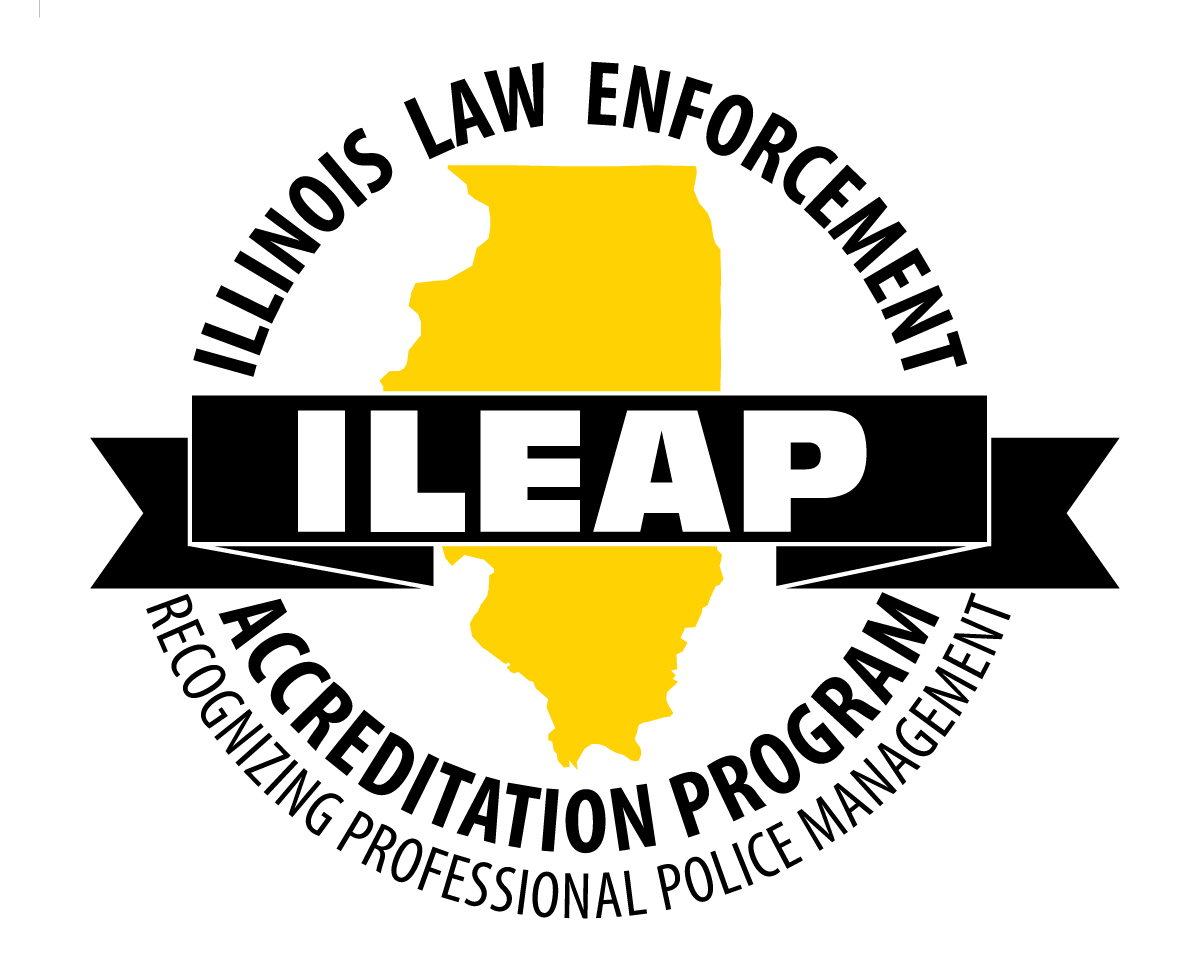 ILLINOIS LAW ENFORCEMENT
ILEAP
ACCREDITATION PROGRAM
RECOGNIZING PROFESSIONAL POLICE MANAGEMENT